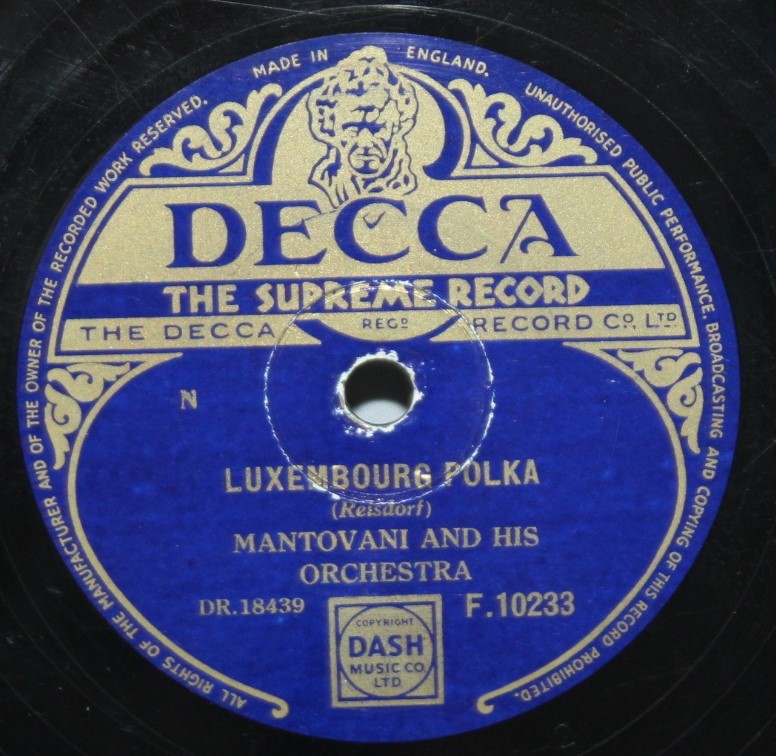 MADE IN ENGLAND.
UNAUTHORISED PUBLIC PERFORMANCE, BROADCASTING AND COPYING OF THIS RECORD PROHIBITED.
ALL RIGHTS OF THE MANUFACTURER AND OF THE OWNER OF THE RECORDED WORK RESERVED.
DECCA
THE SUPREME RECORD
THE DECCA REGD RECORD CO., LTD
N
LUXEMBOURG POLKA
(Reisdorf)
MANTOVANI AND HIS
ORCHESTRA
DR.18439 F.10233
COPYRIGHT
DASH
MUSIC CO.
LTD